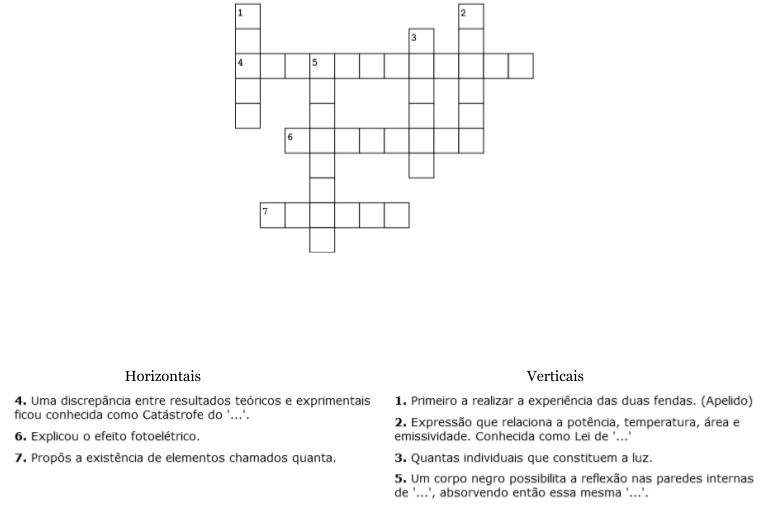 1
2
3
4
5
6
7
Horizontais
4. Uma discrepância entre resultados teóricos e exprimentais
ficou conhecida como Catástrofe do '...'.
6. Explicou o efeito fotoelétrico.
7. Propôs a existência de elementos chamados quanta.
Verticais
1. Primeiro a realizar a experiência das duas fendas. (Apelido)
2. Expressão que relaciona a potência, temperatura, área e
emissividade. Conhecida como Lei de '...'
3. Quantas individuais que constituem a luz.
5. Um corpo negro possibilita a reflexão nas paredes internas
de '...', absorvendo então essa mesma '...'.